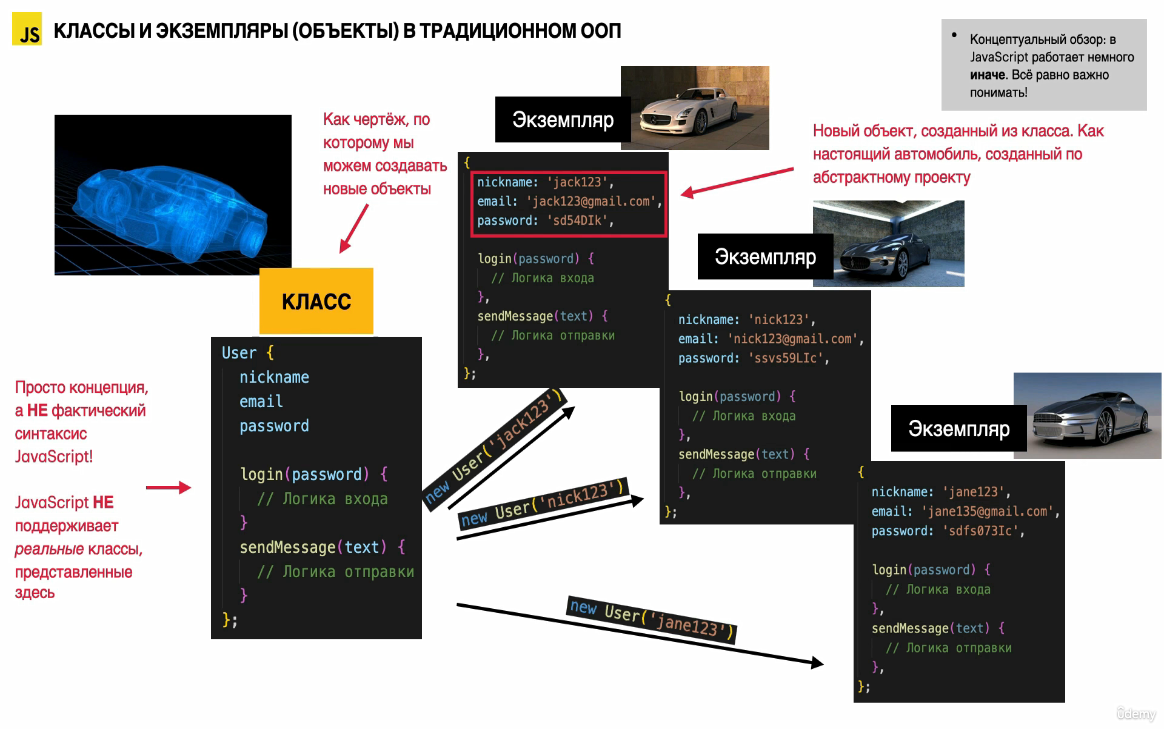 JS
КЛАССЫ И ЭКЗЕМПЛЯРЫ (ОБЪЕКТЫ) В ТРАДИЦИОННОМ ООП
• Концептуальный обзор: в
JavaScript работает немного
иначе. Всё равно важно
понимать!
Как чертёж, по
которому мы
можем создавать
новые объекты
КЛАСС
User {
nickname
email
password
login(password) {
// Логика входа
}
sendMessage(text) {
// Логика отправки
}
};
Просто концепция,
а НЕ фактический
синтаксис
JavaScript!
JavaScript НЕ
поддерживает
реальные классы,
представленные
здесь
new User('jack123')
new User('nick123')
new User('jane123')
Экземпляр
{
nickname: 'jack123',
email: 'jack123@gmail.com',
password: 'sd54DIk',
login(password) {
// Логика входа
},
sendMessage(text) {
// Логика отправки
},
};
Новый объект, созданный из класса. Как
настоящий автомобиль, созданный по
абстрактному проекту
Экземпляр
{
nickname: 'nick123',
email: 'nick123@gmail.com',
password: 'ssvs59LIc',
login(password) {
// Логика входа
},
sendMessage(text) {
// Логика отправки
},
};
Экземпляр
{
nickname: 'jane123',
email: 'jane135@gmail.com',
password: 'sdfs073Ic',
login(password) {
// Логика входа
},
sendMessage(text) {
// Логика отправки
},
};
ûdemy